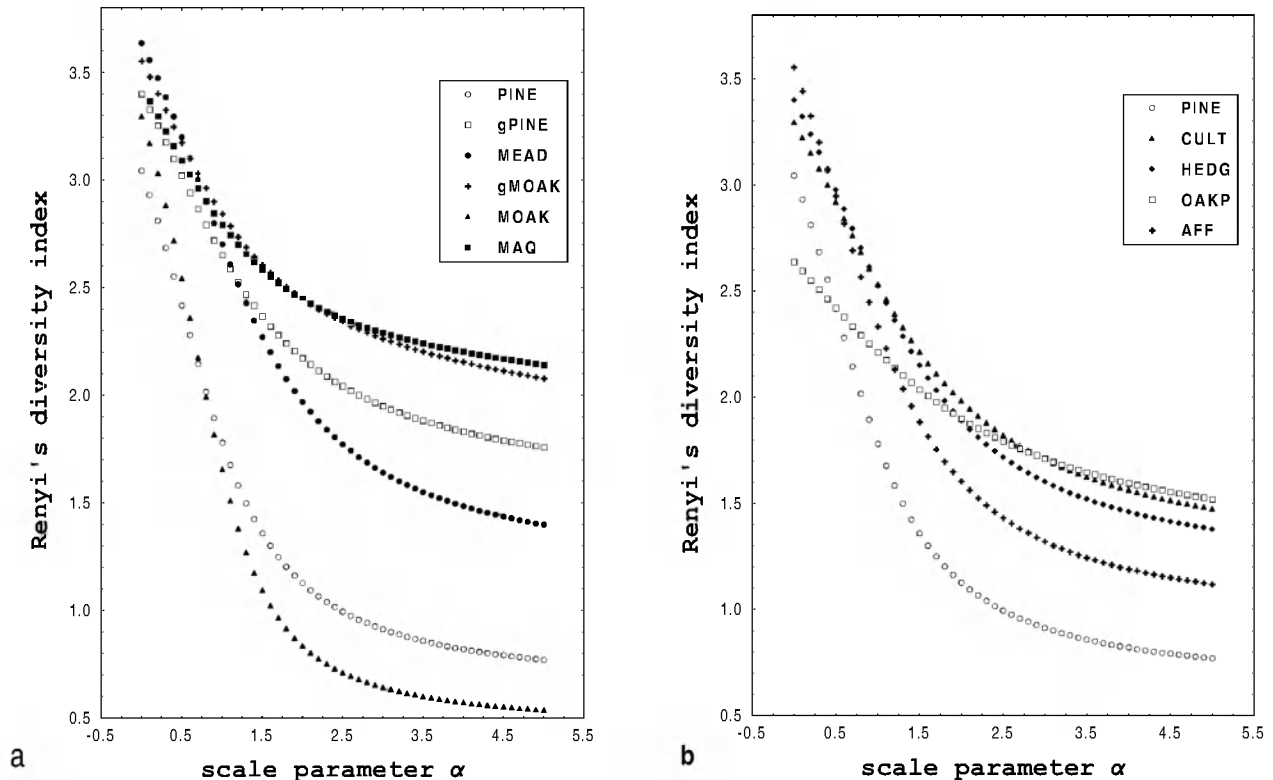 Renyi's diversity index
3.5
3.0
2.5
2.0
1.5
1.0
0.5
PINE
gPINE
MEAD
gMOAK
MOAK
MAQ
-0.5 0.5 1.5 2.5 3.5 4.5 5.5
scale parameter α
a
Renyi's diversity index
3.5
3.0
2.5
2.0
1.5
1.0
0.5
PINE
CULT
HEDG
OAKP
AFF
-0.5 0.5 1.5 2.5 3.5 4.5 5.5
scale parameter α
b